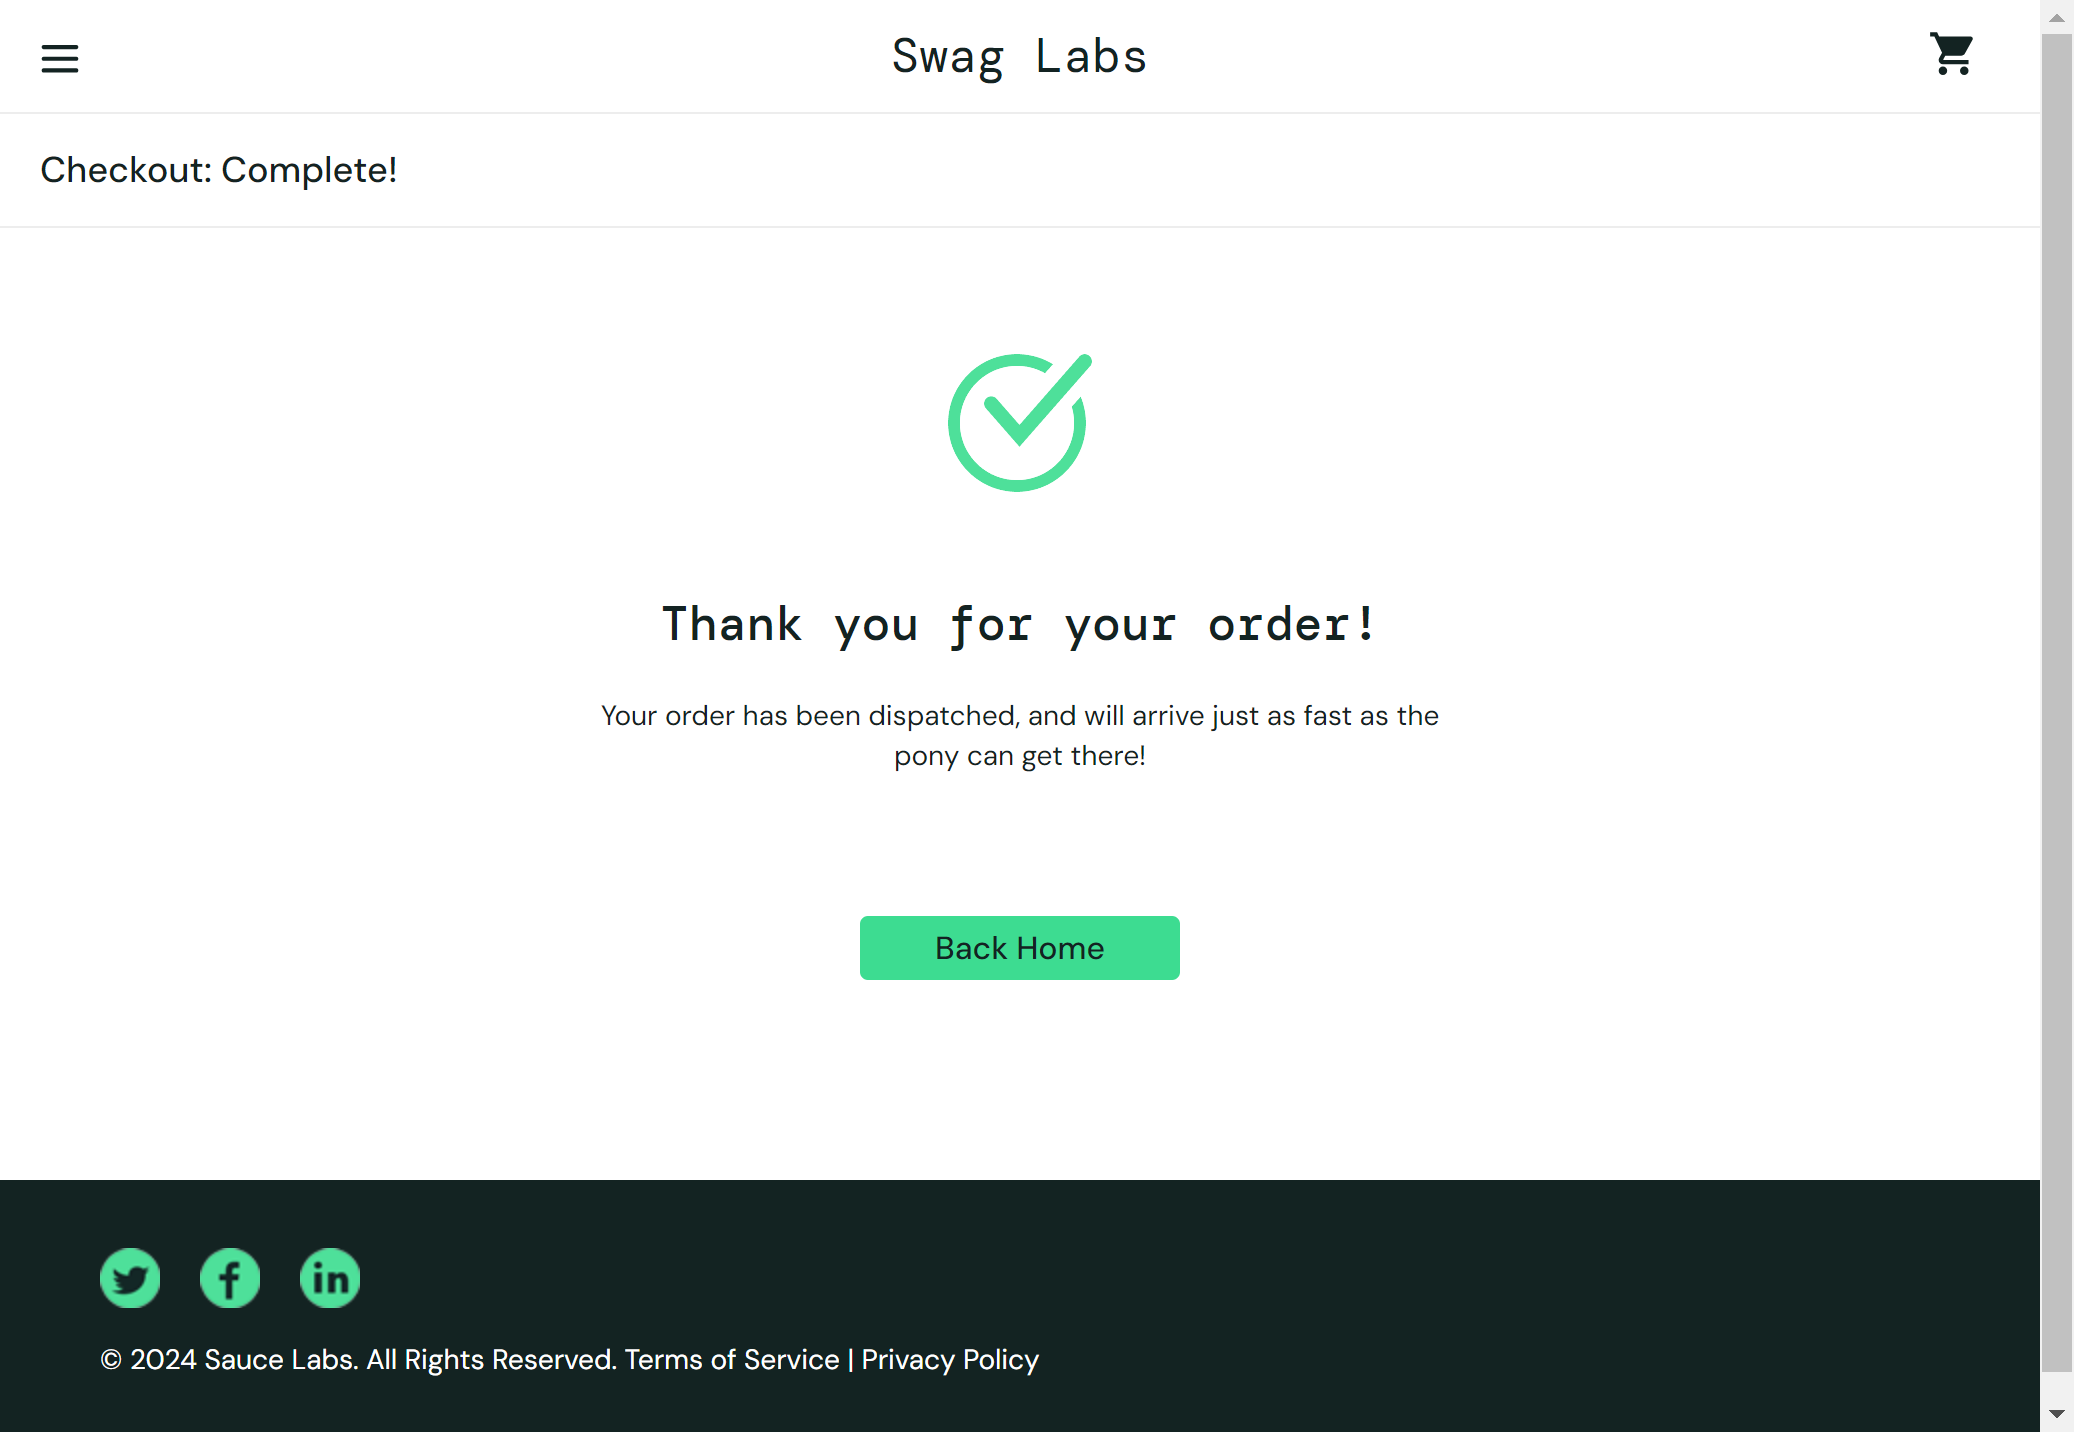 Swag Labs
Checkout: Complete!
Thank you for your order!
Your order has been dispatched, and will arrive just as fast as the
pony can get there!
Back Home
© 2024 Sauce Labs. All Rights Reserved. Terms of Service | Privacy Policy